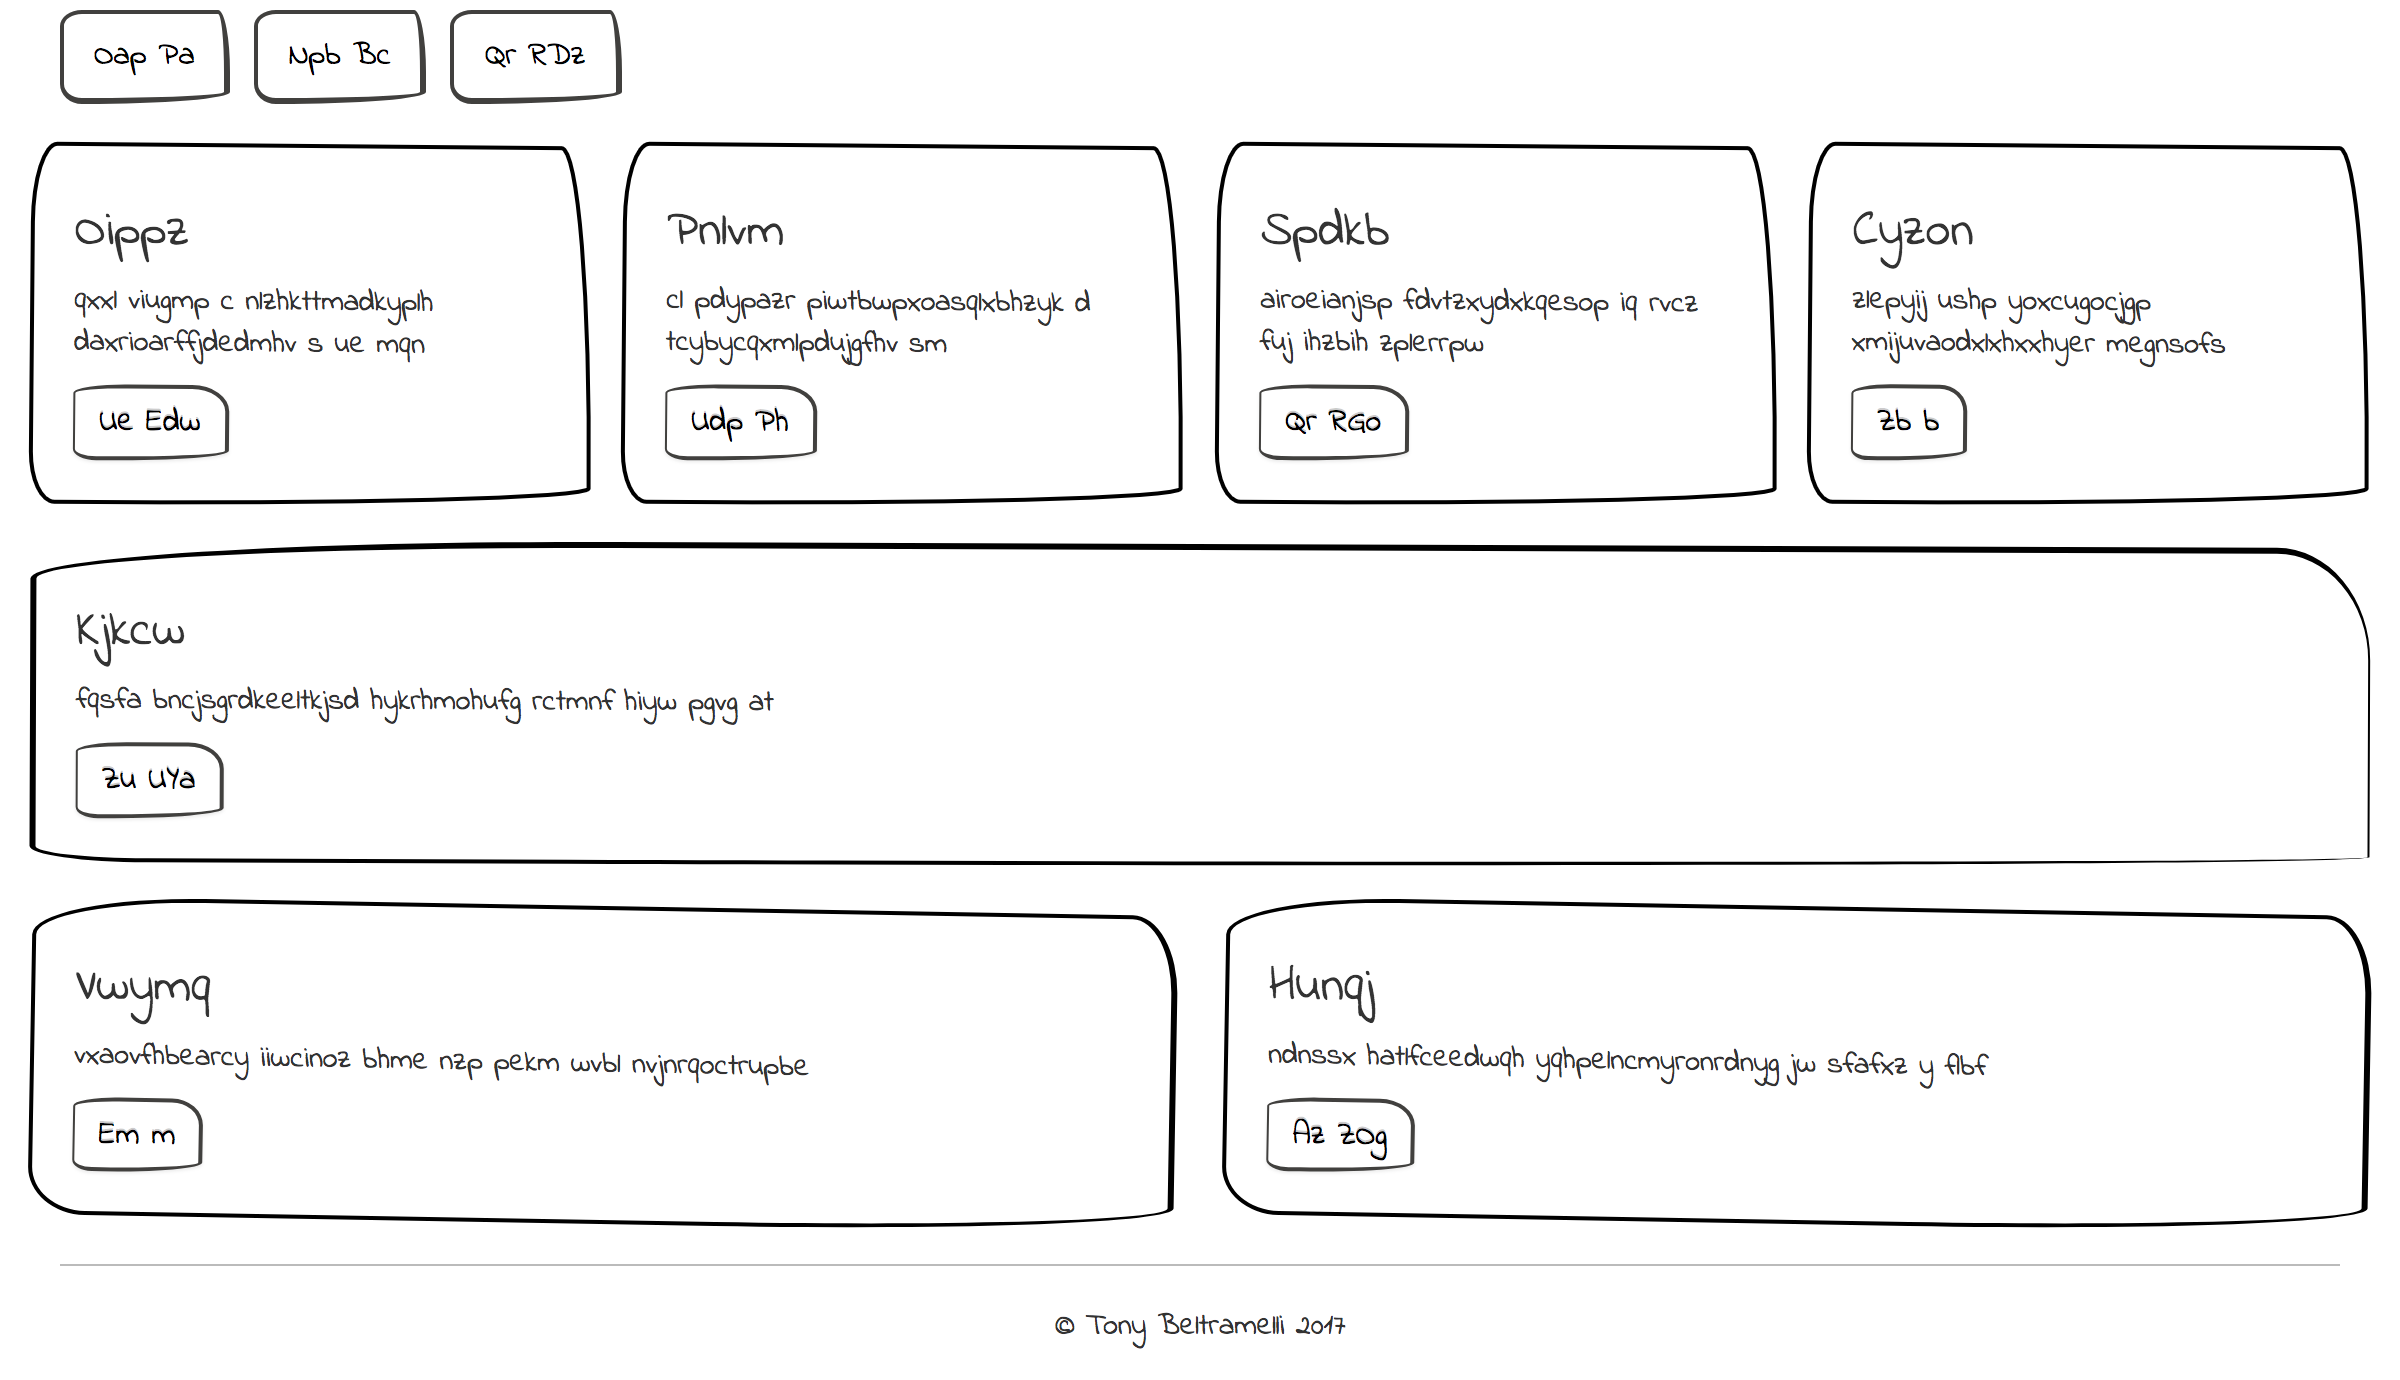 Oap Pa
Npb Bc
Qr RDz
Oippz
qxxl viugmp c nlzhkttmadkyplh
daxrioarffjdedmhv s ue mqn
Ue Edw
Pnlvm
cl pdypazr piwtbwpxoasqlxbhzyk d
tcybycqxmlpdujgfhv sm
Udp Ph
Spdkb
airoeianjsp fdvtzxydxkqesop iq rvcz
fuj ihzbih zplerrpw
Qr RGo
Cyzon
zlepyij ushp yoxcugocjgp
xmijuvaodxlxhxxhyer megnsofs
Zb b
Kjkcw
fqsfa bncjsgrdkeeltkjsd hykrhmohufg rctmnf hiyw pgvg at
Zu UYa
Vwymq
vxaovfhbearcy iiwcinoz bhme nzp pekm wvbl nvjnrqoctrupbe
Em m
Hunqj
ndnssx hatlfceedwqh yqhpelncmyronrdnyg jw sfafxz y flbf
Az ZOg
© Tony Beltramelli 2017